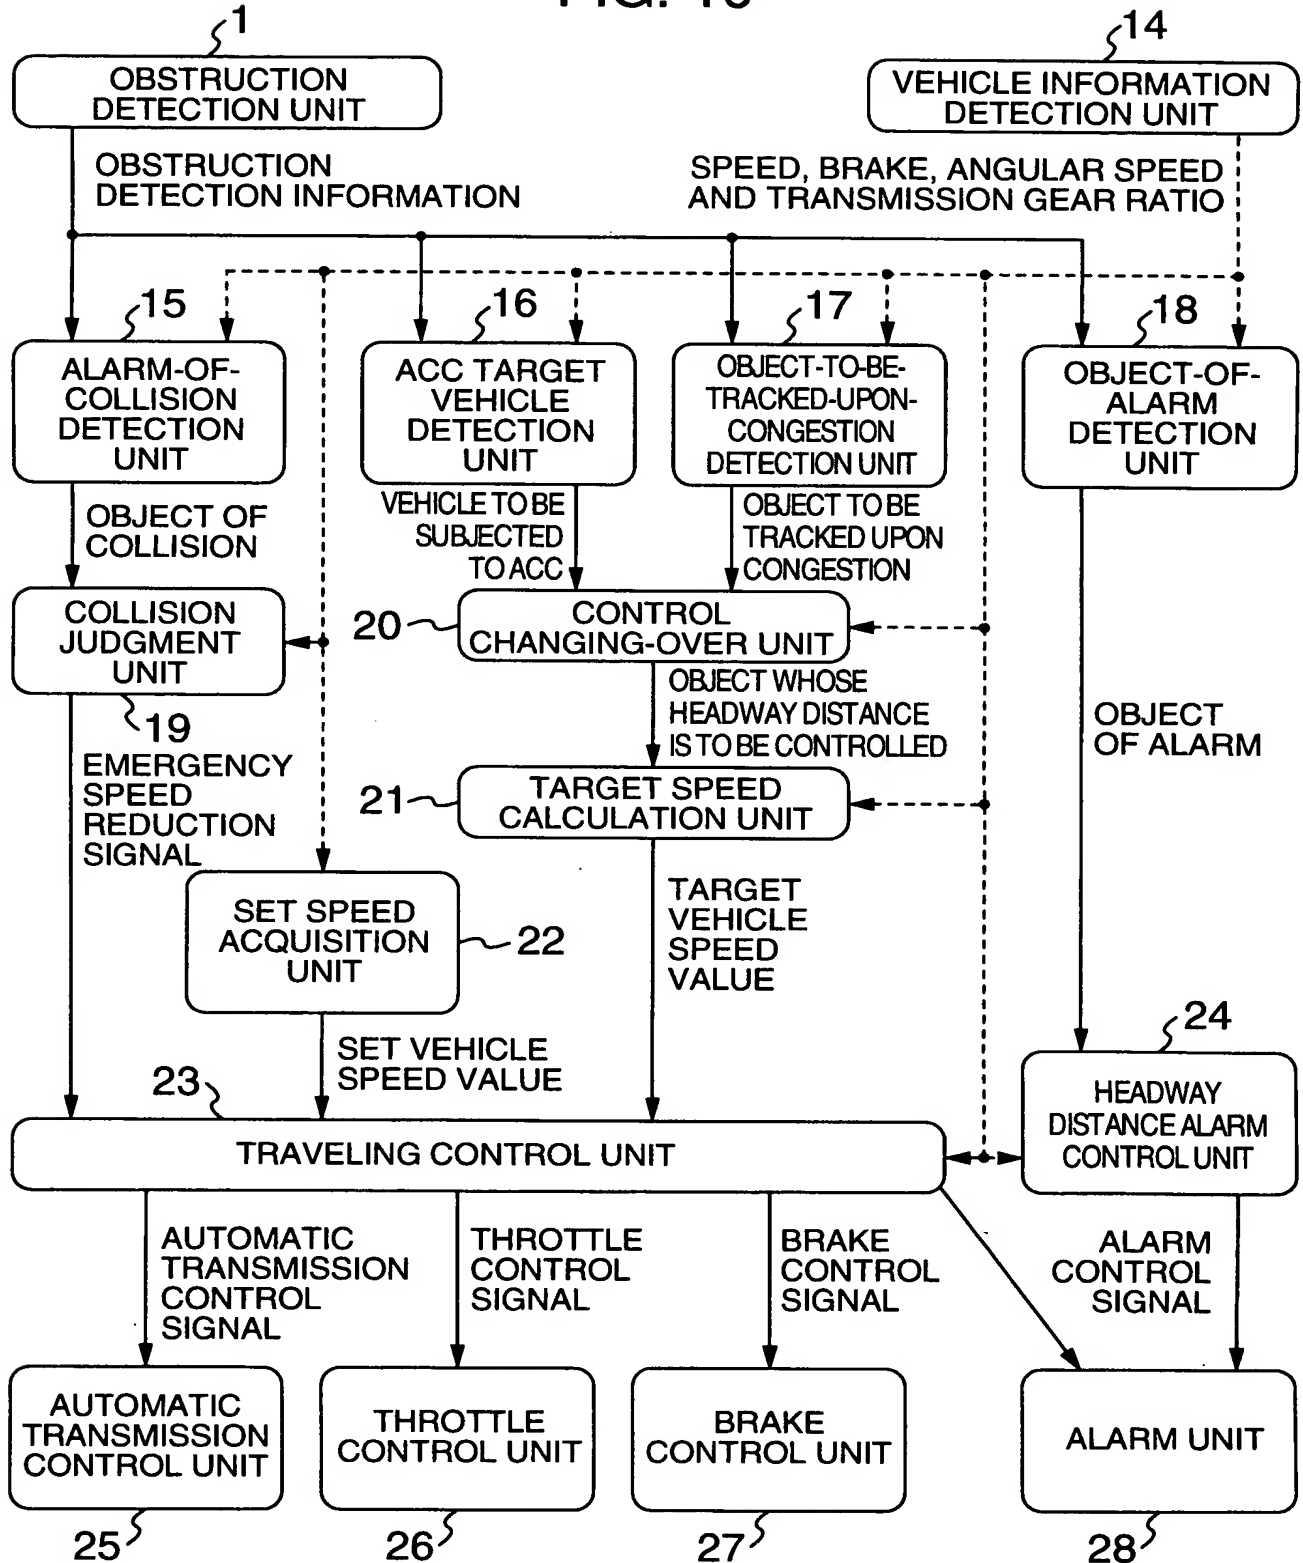 1
14
OBSTRUCTION
DETECTION UNIT
VEHICLE INFORMATION
DETECTION UNIT
OBSTRUCTION
DETECTION INFORMATION
SPEED, BRAKE, ANGULAR SPEED
AND TRANSMISSION GEAR RATIO
15
16
17
18
ALARM-OF-
COLLISION
DETECTION
UNIT
ACC TARGET
VEHICLE
DETECTION
UNIT
OBJECT-TO-BE-
TRACKED-UPON-
CONGESTION
DETECTION UNIT
OBJECT-OF-
ALARM
DETECTION
UNIT
OBJECT OF
COLLISION
VEHICLE TO BE
SUBJECTED
TO ACC
OBJECT TO BE
TRACKED UPON
CONGESTION
COLLISION
JUDGMENT
UNIT
20
CONTROL
CHANGING-OVER UNIT
19
OBJECT WHOSE
HEADWAY DISTANCE
IS TO BE CONTROLLED
OBJECT
OF ALARM
EMERGENCY
SPEED
REDUCTION
SIGNAL
21
TARGET SPEED
CALCULATION UNIT
SET SPEED
ACQUISITION
UNIT
22
TARGET
VEHICLE
SPEED
VALUE
24
SET VEHICLE
SPEED VALUE
23
HEADWAY
DISTANCE ALARM
CONTROL UNIT
TRAVELING CONTROL UNIT
AUTOMATIC
TRANSMISSION
CONTROL
SIGNAL
THROTTLE
CONTROL
SIGNAL
BRAKE
CONTROL
SIGNAL
ALARM
CONTROL
SIGNAL
AUTOMATIC
TRANSMISSION
CONTROL UNIT
THROTTLE
CONTROL UNIT
BRAKE
CONTROL UNIT
ALARM UNIT
25
26
27
28